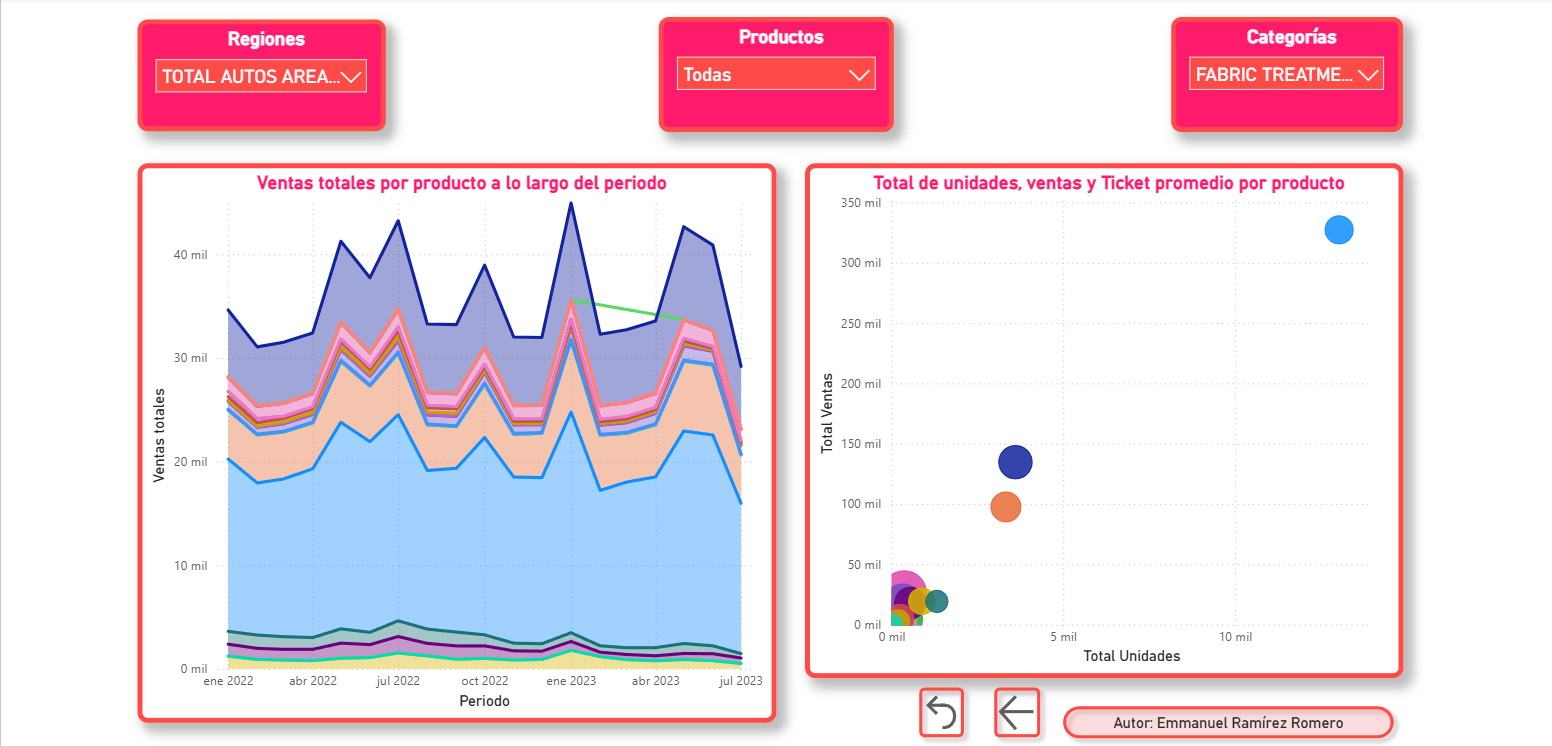 Regiones
TOTAL AUTOS AREA...
Productos
Todas
Categorías
FABRIC TREATME...
Ventas totales por producto a lo largo del periodo
Ventas totales
40 mil
30 mil
20 mil
10 mil
0 mil
ene 2022
abr 2022
jul 2022
oct 2022
ene 2023
abr 2023
jul 2023
Periodo
Total de unidades, ventas y Ticket promedio por producto
Total Ventas
350 mil
300 mil
250 mil
200 mil
150 mil
100 mil
50 mil
0 mil
0 mil
5 mil
10 mil
Total Unidades
Autor: Emmanuel Ramírez Romero